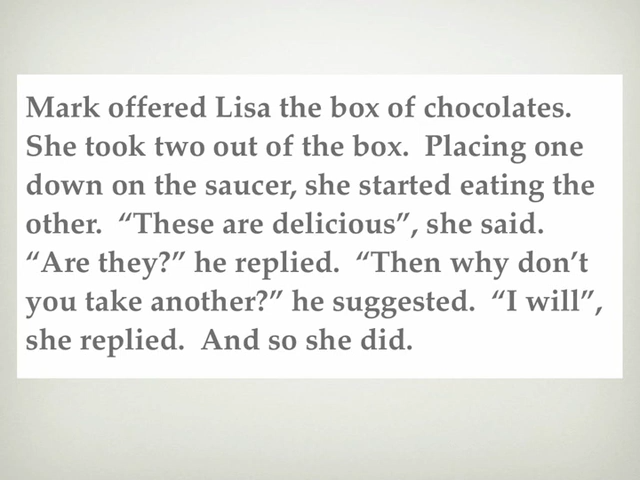 Mark offered Lisa the box of chocolates.
She took two out of the box.  Placing one
down on the saucer, she started eating the
other.  “These are delicious”, she said.
“Are they?” he replied.  “Then why don’t
you take another?” he suggested.  “I will”,
she replied.  And so she did.